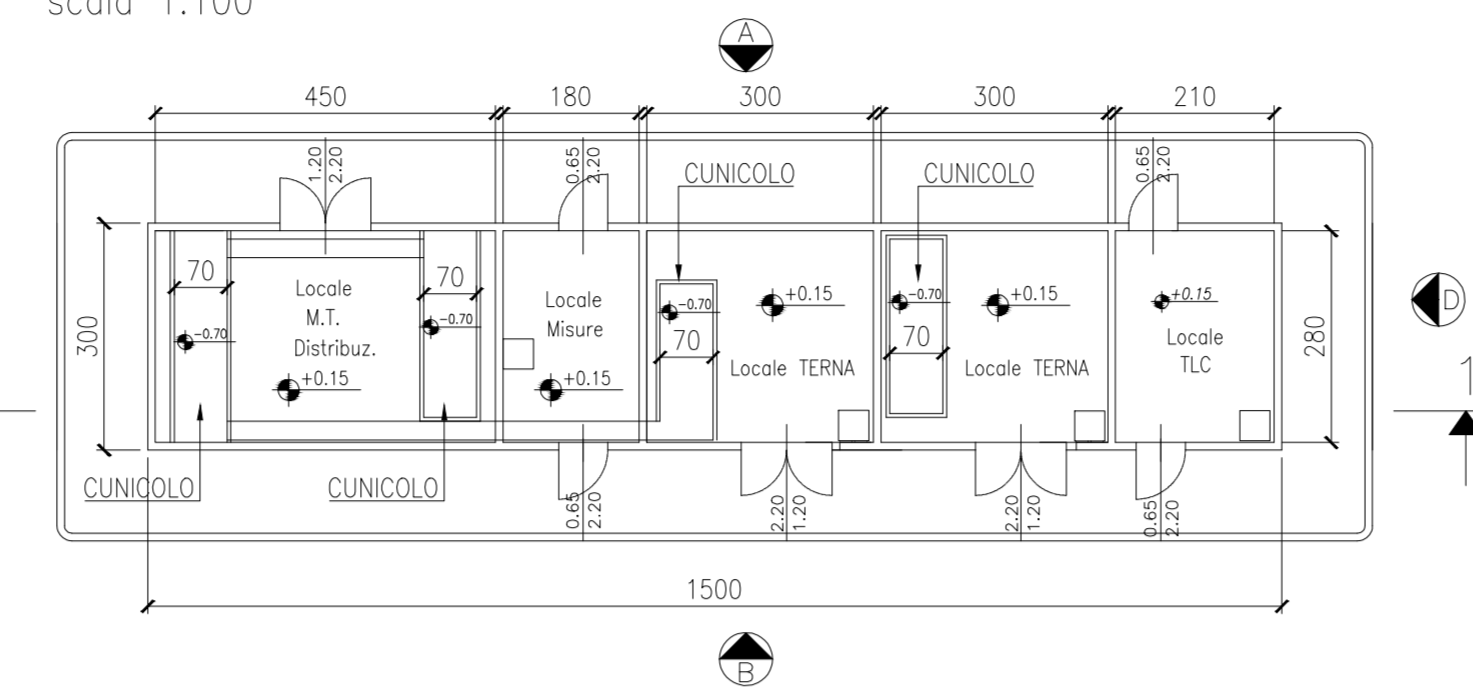 scala 1:100
A
450
180
300
300
210
1.20
2.20
0.65
2.20
CUNICOLO
CUNICOLO
0.65
2.20
70
70
Locale
M.T.
Distribuz.
-0.70
-0.70
+0.15
Locale
Misure
+0.15
-0.70
70
+0.15
Locale TERNA
-0.70
70
+0.15
Locale TERNA
+0.15
Locale
TLC
300
280
D
1
CUNICOLO
CUNICOLO
0.65
2.20
2.20
1.20
2.20
1.20
0.65
2.20
1500
B